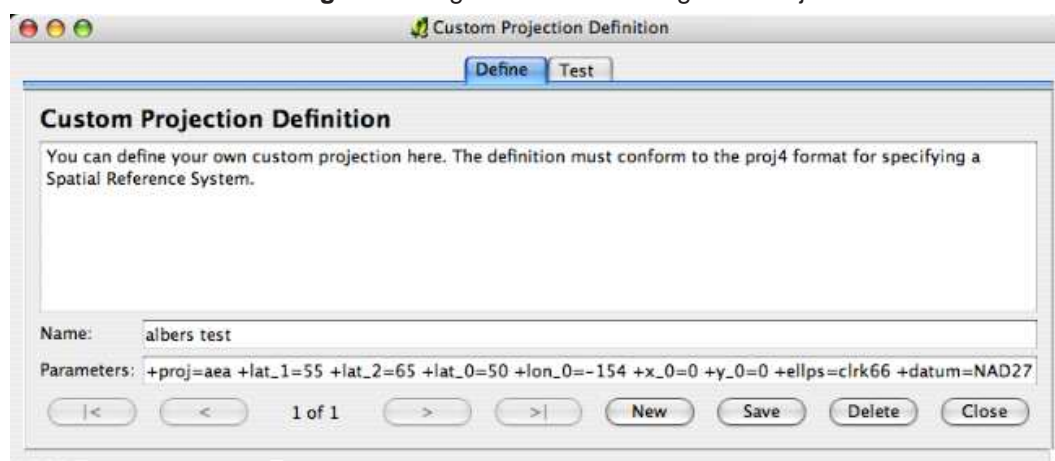 Custom Projection Definition
Define Test
Custom Projection Definition
You can define your own custom projection here. The definition must conform to the proj4 format for specifying a
Spatial Reference System.
Name: albers test
Parameters: +proj=aea +lat_1=55 +lat_2=65 +lat_0=50 +lon_0=-154 +x_0=0 +y_0=0 +ellps=clrk66 +datum=NAD27
|< < 1 of 1 > >| New Save Delete Close